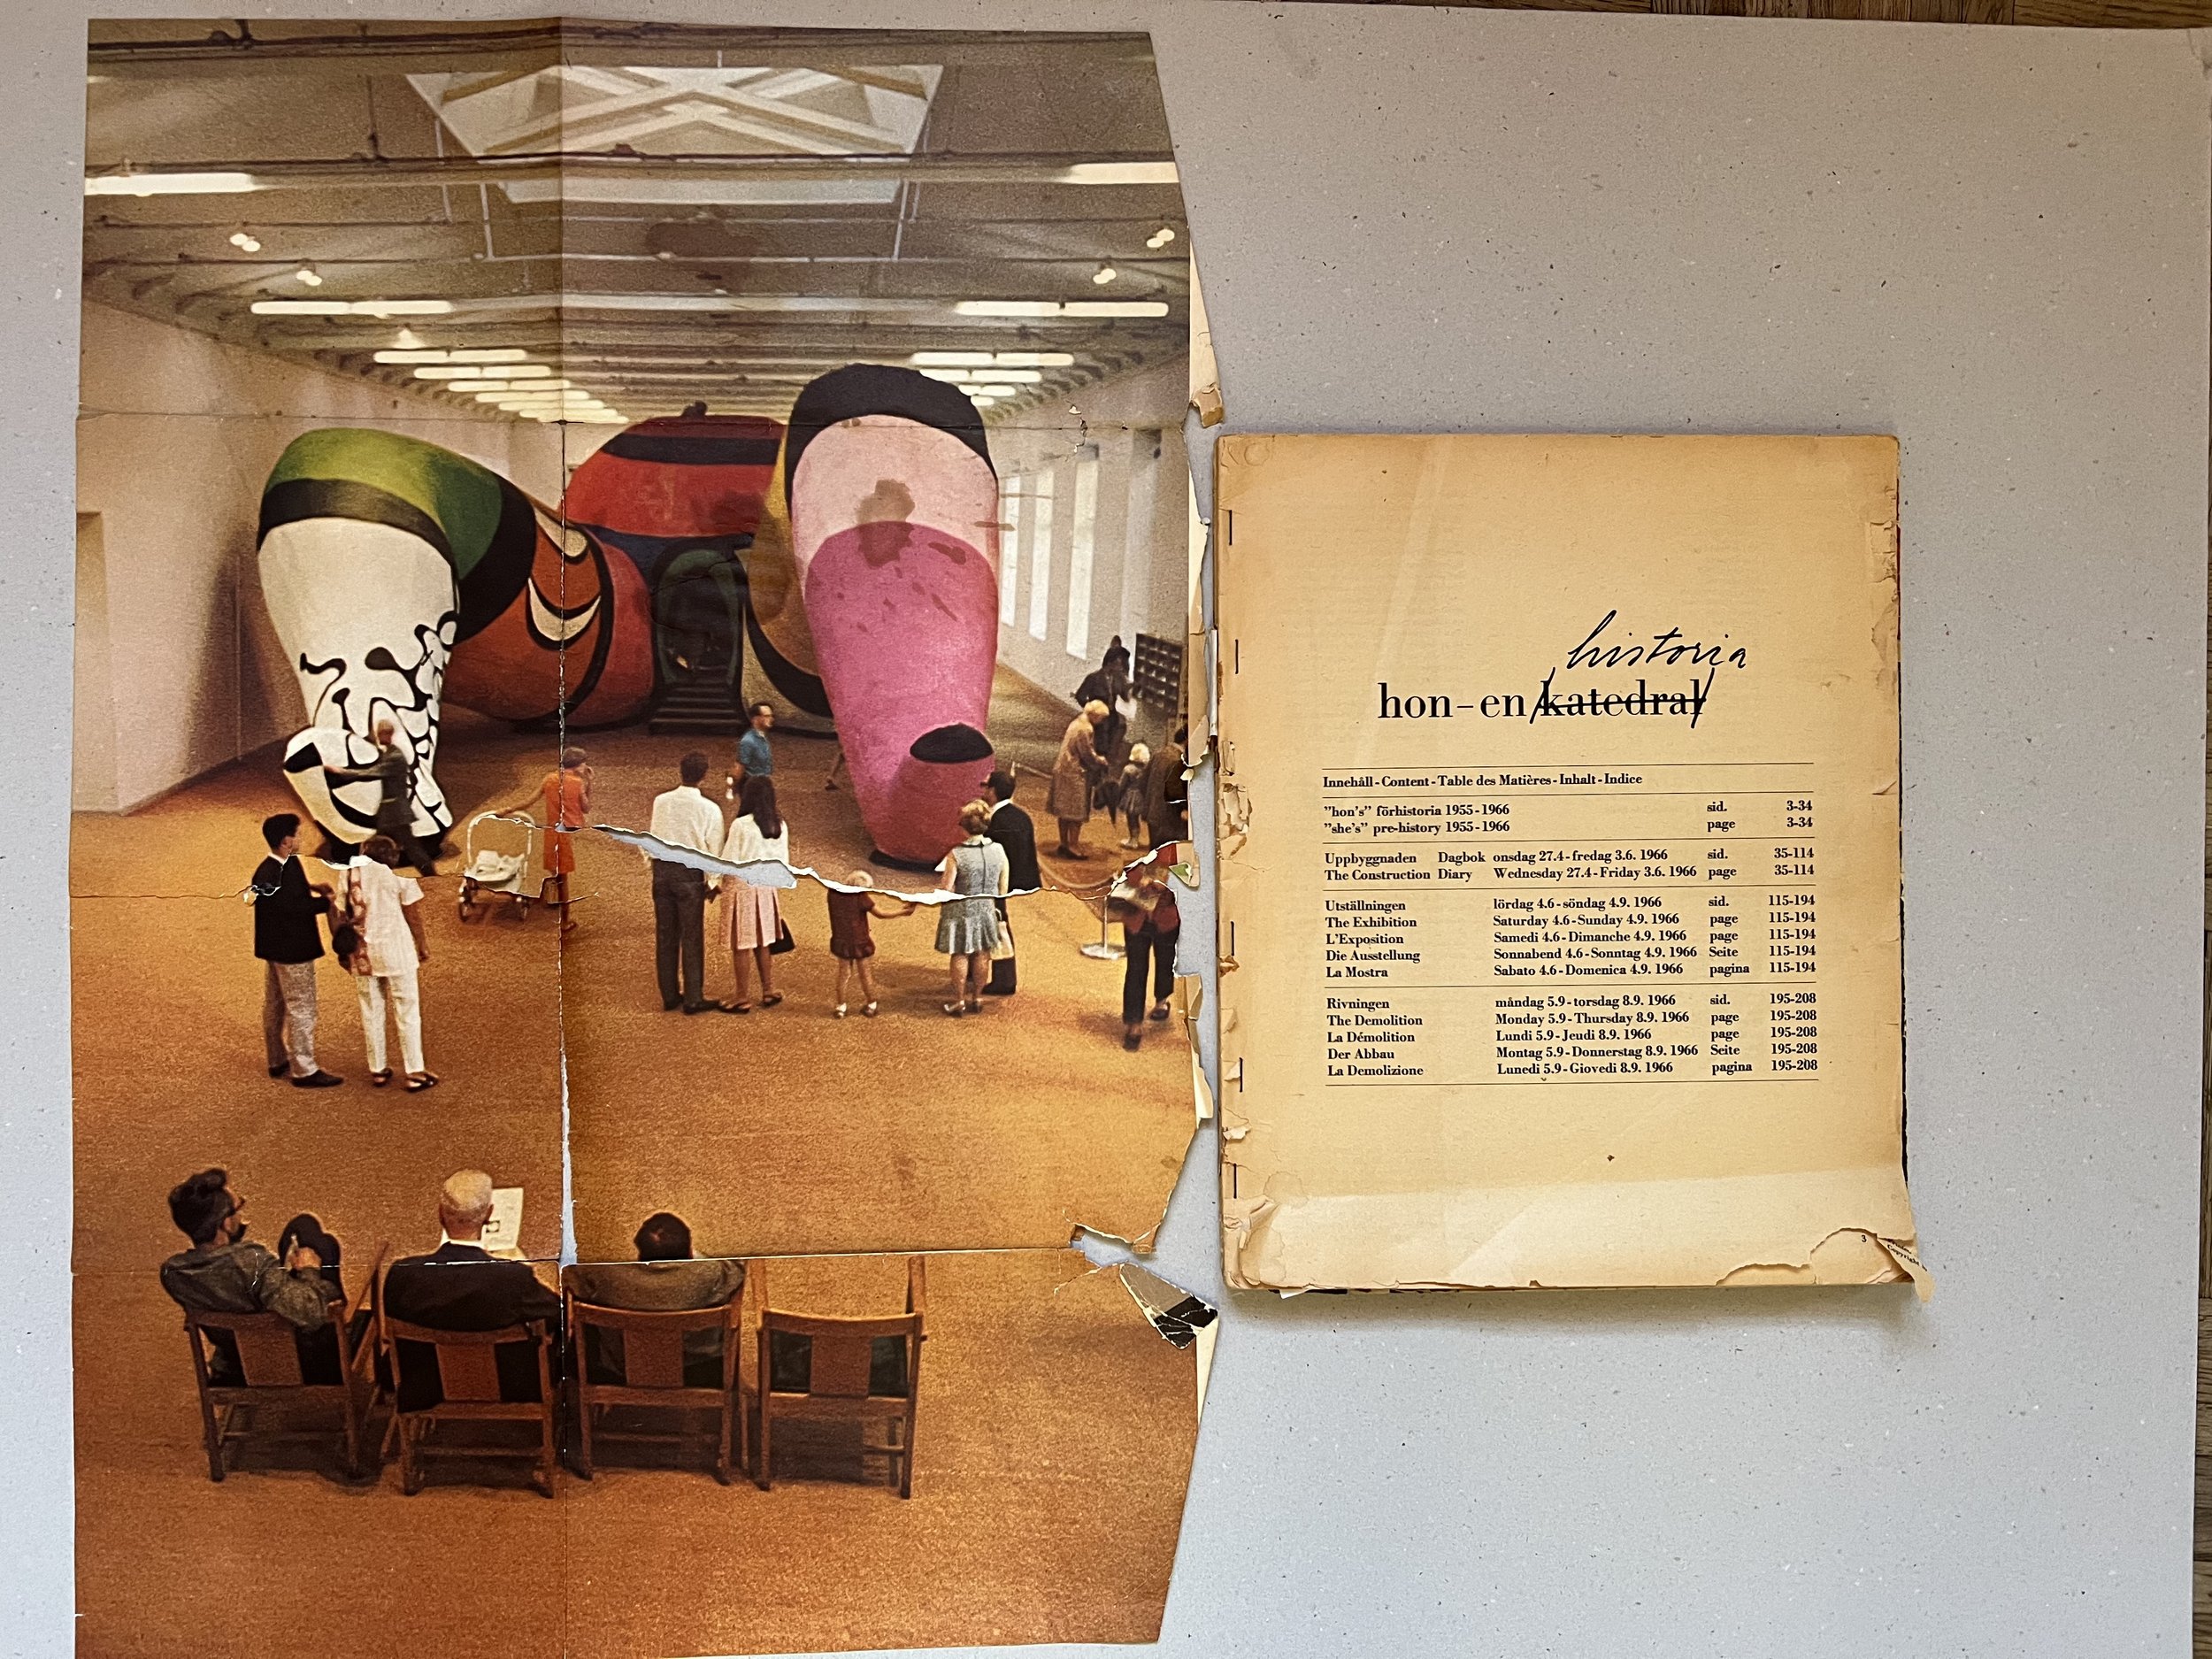 historia
hon-en katedral
Innehåll-Content-Table des Matières-Inhalt-Indice
"hon's" förhistoria 1955-1966 sid. 3-34
"she's" pre-history 1955-1966 page 3-34
Uppbyggnaden Dagbok onsdag 27.4-fredag 3.6. 1966 sid. 35-114
The Construction Diary Wednesday 27.4-Friday 3.6. 1966 page 35-114
Utställningen lördag 4.6-söndag 4.9. 1966 sid. 115-194
The Exhibition Saturday 4.6-Sunday 4.9. 1966 page 115-194
L'Exposition Samedi 4.6-Dimanche 4.9. 1966 page 115-194
Die Ausstellung Sonnabend 4.6-Sonntag 4.9. 1966 Seite 115-194
La Mostra Sabato 4.6-Domenica 4.9. 1966 pagina 115-194
Rivningen måndag 5.9-torsdag 8.9. 1966 sid. 195-208
The Demolition Monday 5.9-Thursday 8.9. 1966 page 195-208
La Démolition Lundi 5.9-Jeudi 8.9. 1966 page 195-208
Der Abbau Montag 5.9-Donnerstag 8.9. 1966 Seite 195-208
La Demolizione Lunedi 5.9-Giovedi 8.9. 1966 pagina 195-208
3
Copyright